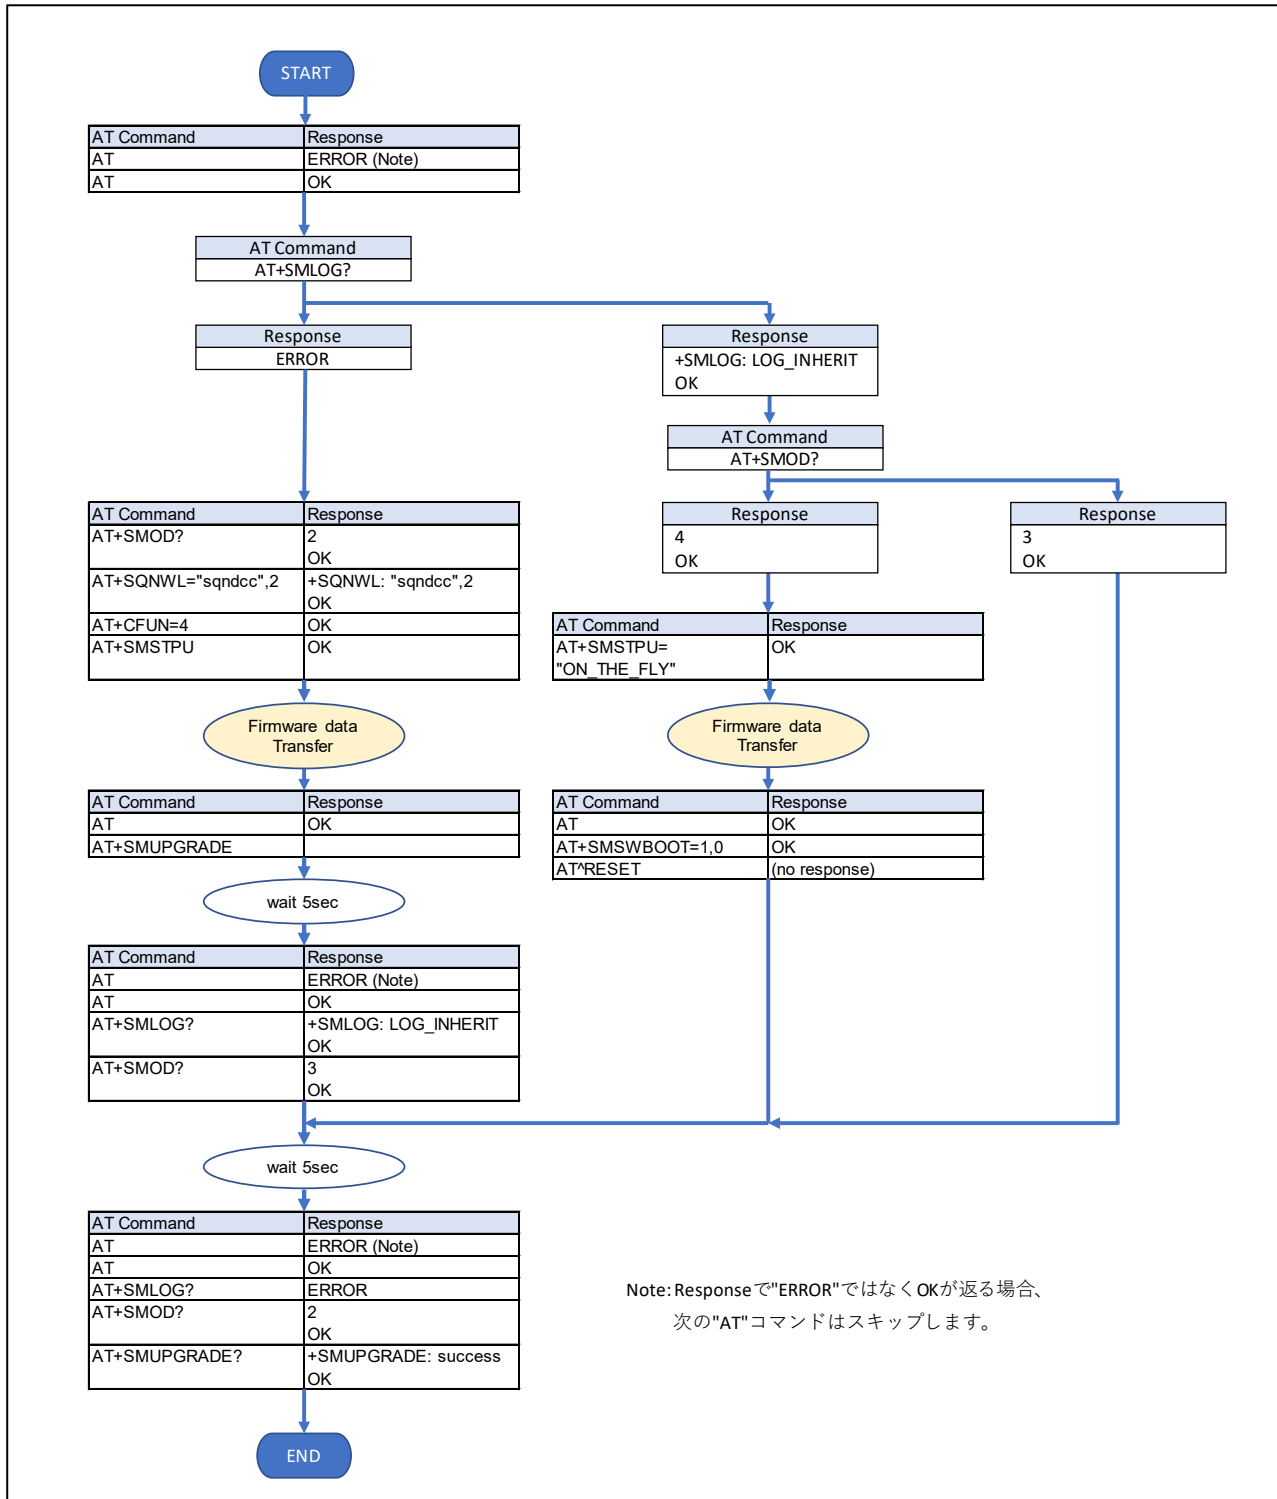 START
AT Command Response
AT ERROR (Note)
AT OK
AT Command
AT+SMLOG?
Response
ERROR
Response
+SMLOG: LOG_INHERIT
OK
AT Command
AT+SMOD?
Response
4
OK
Response
3
OK
AT Command Response
AT+SMOD? 2
OK
AT+SQNWL="sqndcc",2 +SQNWL: "sqndcc",2
OK
AT+CFUN=4 OK
AT+SMSTPU OK
AT Command Response
AT+SMSTPU= OK
"ON_THE_FLY"
Firmware data
Transfer
Firmware data
Transfer
AT Command Response
AT OK
AT+SMUPGRADE
AT Command Response
AT OK
AT+SMSWBOOT=1,0 OK
AT^RESET (no response)
wait 5sec
AT Command Response
AT ERROR (Note)
AT OK
AT+SMLOG? +SMLOG: LOG_INHERIT
OK
AT+SMOD? 3
OK
wait 5sec
AT Command Response
AT ERROR (Note)
AT OK
AT+SMLOG? ERROR
AT+SMOD? 2
OK
AT+SMUPGRADE? +SMUPGRADE: success
OK
Note: Responseで"ERROR"ではなくOKが返る場合、
次の"AT"コマンドはスキップします。
END